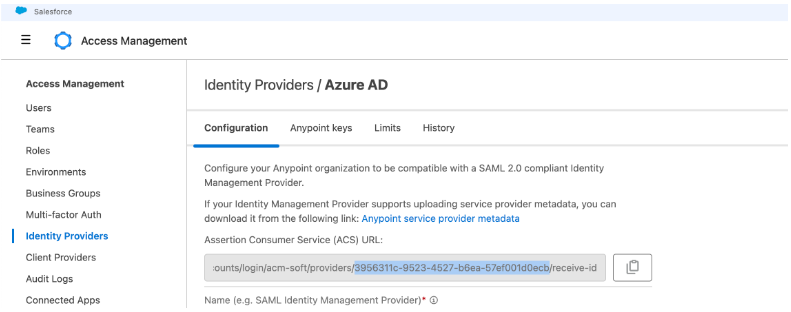 Salesforce
Access Management
Access Management
Users
Teams
Roles
Environments
Business Groups
Multi-factor Auth
Identity Providers
Client Providers
Audit Logs
Connected Apps
Identity Providers / Azure AD
Configuration Anypoint keys Limits History
Configure your Anypoint organization to be compatible with a SAML 2.0 compliant Identity
Management Provider.
If your Identity Management Provider supports uploading service provider metadata, you can
download it from the following link: Anypoint service provider metadata
Assertion Consumer Service (ACS) URL:
ounts/login/acm-soft/providers/3956311c-9523-4527-b6ea-57ef001d0ecb/receive-id
Name (e.g. SAML Identity Management Provider)*